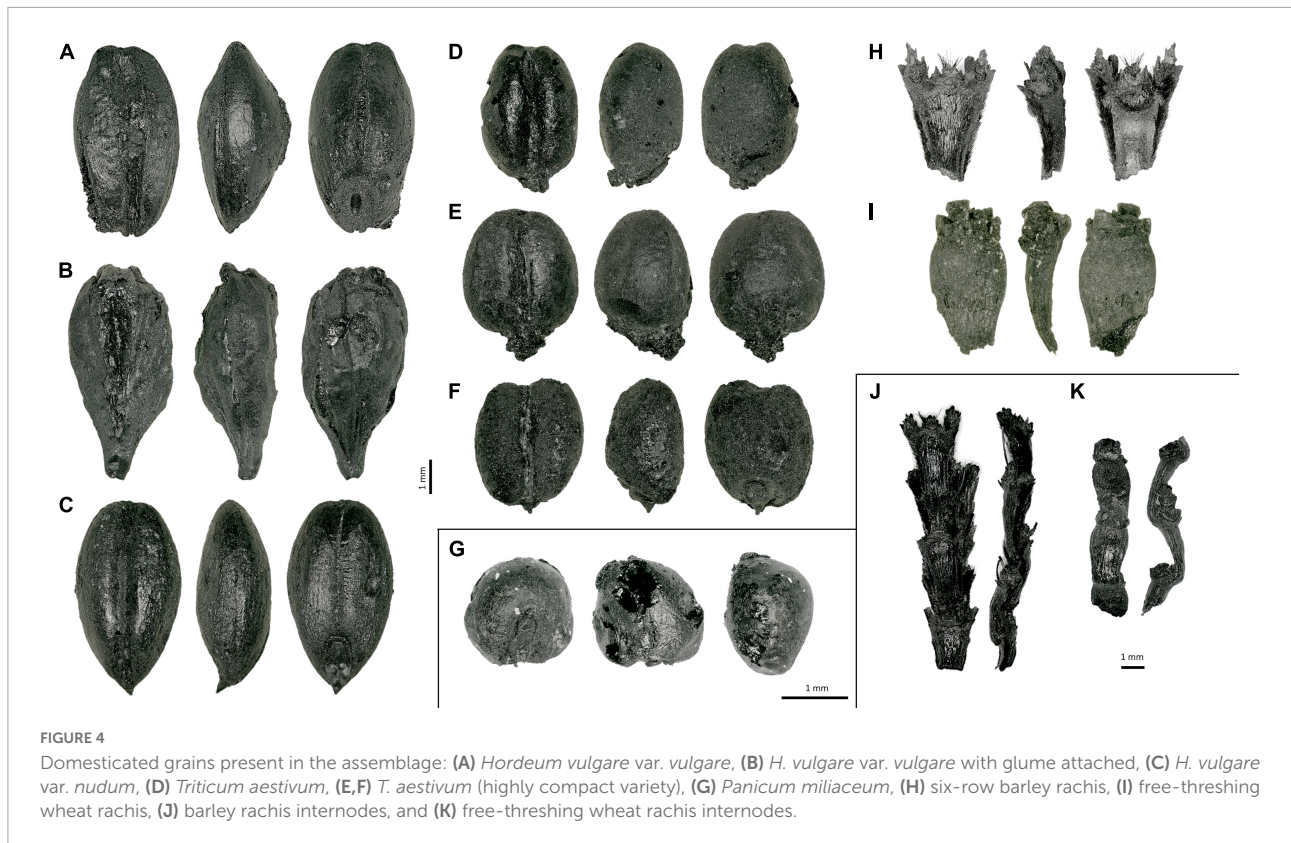 A
D
H
E
I
B
F
J
K
1 mm
C
G
1 mm
1 mm
FIGURE 4
Domesticated grains present in the assemblage: (A) Hordeum vulgare var. vulgare, (B) H. vulgare var. vulgare with glume attached, (C) H. vulgare
var. nudum, (D) Triticum aestivum, (E,F) T. aestivum (highly compact variety), (G) Panicum miliaceum, (H) six-row barley rachis, (I) free-threshing
wheat rachis, (J) barley rachis internodes, and (K) free-threshing wheat rachis internodes.